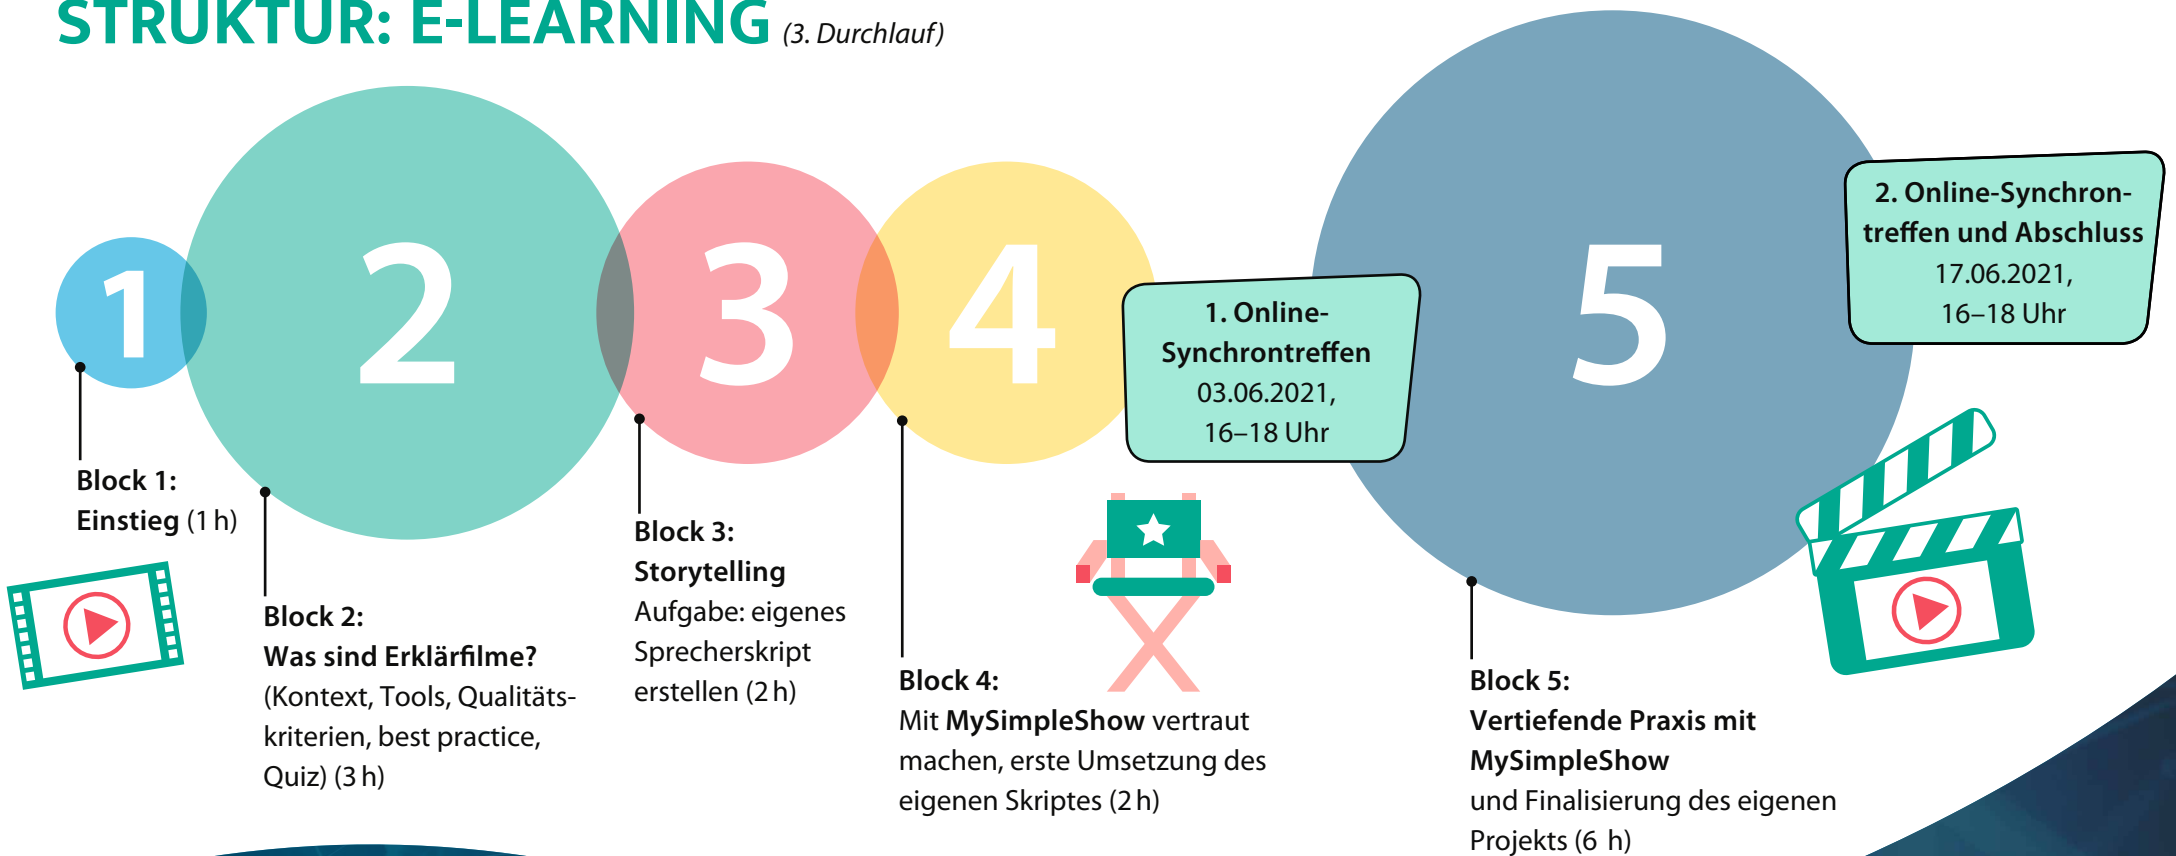 STRUKTUR: E-LEARNING (3. Durchlauf)
1
2
3
4
5
Block 1:
Einstieg (1 h)
Block 2:
Was sind Erklärfilme?
(Kontext, Tools, Qualitäts-
kriterien, best practice,
Quiz) (3 h)
Block 3:
Storytelling
Aufgabe: eigenes
Sprecherskript
erstellen (2 h)
Block 4:
Mit MySimpleShow vertraut
machen, erste Umsetzung des
eigenen Skriptes (2 h)
1. Online-
Synchrontreffen
03.06.2021,
16–18 Uhr
Block 5:
Vertiefende Praxis mit
MySimpleShow
und Finalisierung des eigenen
Projekts (6 h)
2. Online-Synchron-
treffen und Abschluss
17.06.2021,
16–18 Uhr